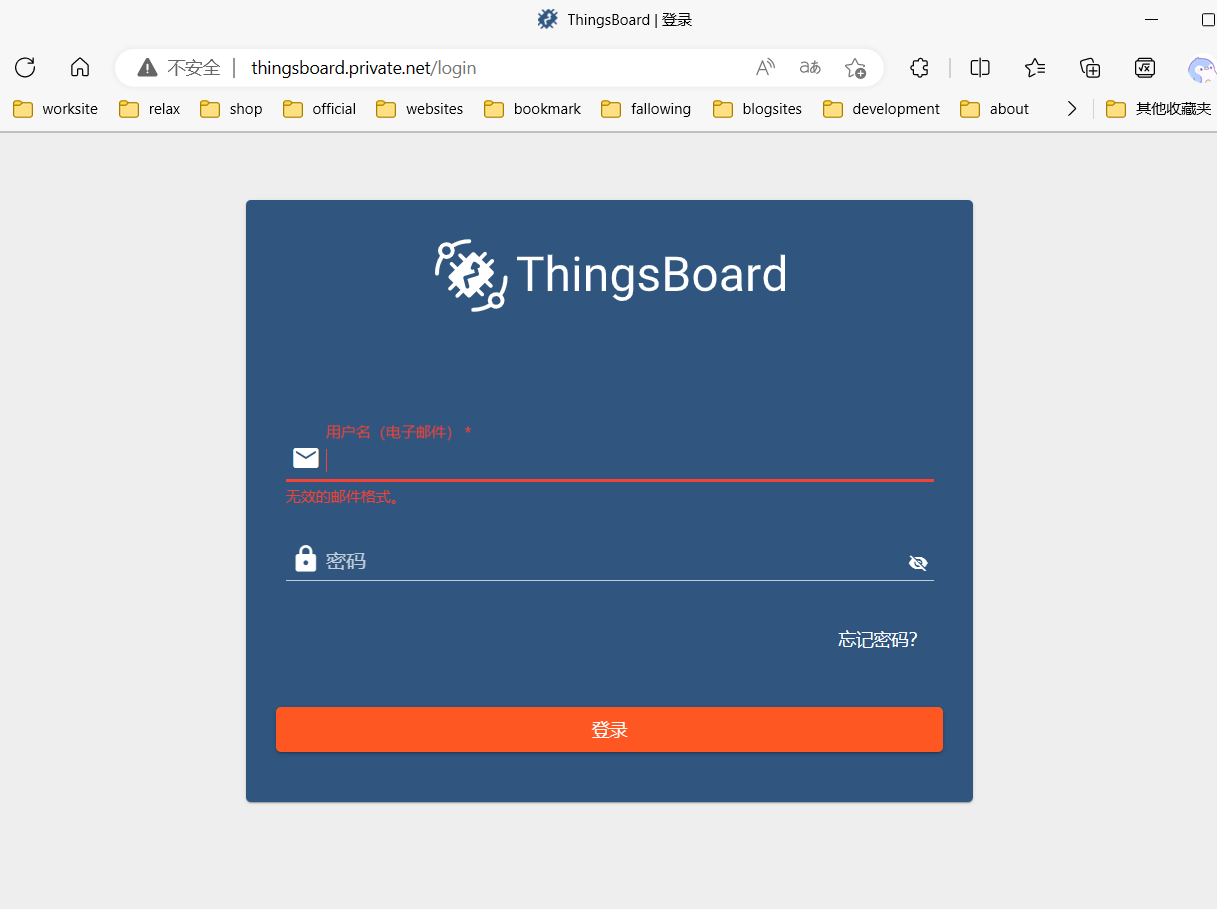 ThingsBoard | 登录
不安全 | thingsboard.private.net/login
worksite relax shop official websites bookmark fallowing blogsites development about 其他收藏夹
ThingsBoard
用户名（电子邮件） *
无效的邮件格式。
密码
忘记密码?
登录